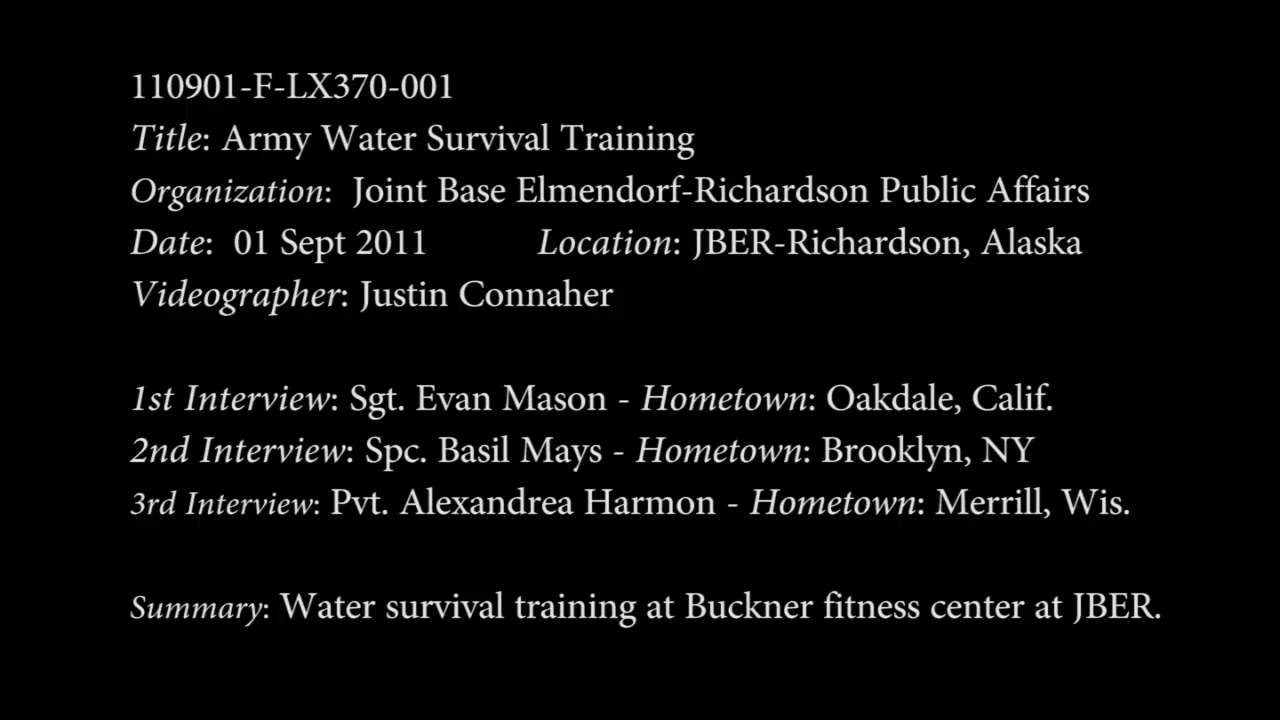 110901-F-LX370-001
Title: Army Water Survival Training
Organization: Joint Base Elmendorf-Richardson Public Affairs
Date: 01 Sept 2011 Location: JBER-Richardson, Alaska
Videographer: Justin Connaher
1st Interview: Sgt. Evan Mason - Hometown: Oakdale, Calif.
2nd Interview: Spc. Basil Mays - Hometown: Brooklyn, NY
3rd Interview: Pvt. Alexandrea Harmon - Hometown: Merrill, Wis.
Summary: Water survival training at Buckner fitness center at JBER.